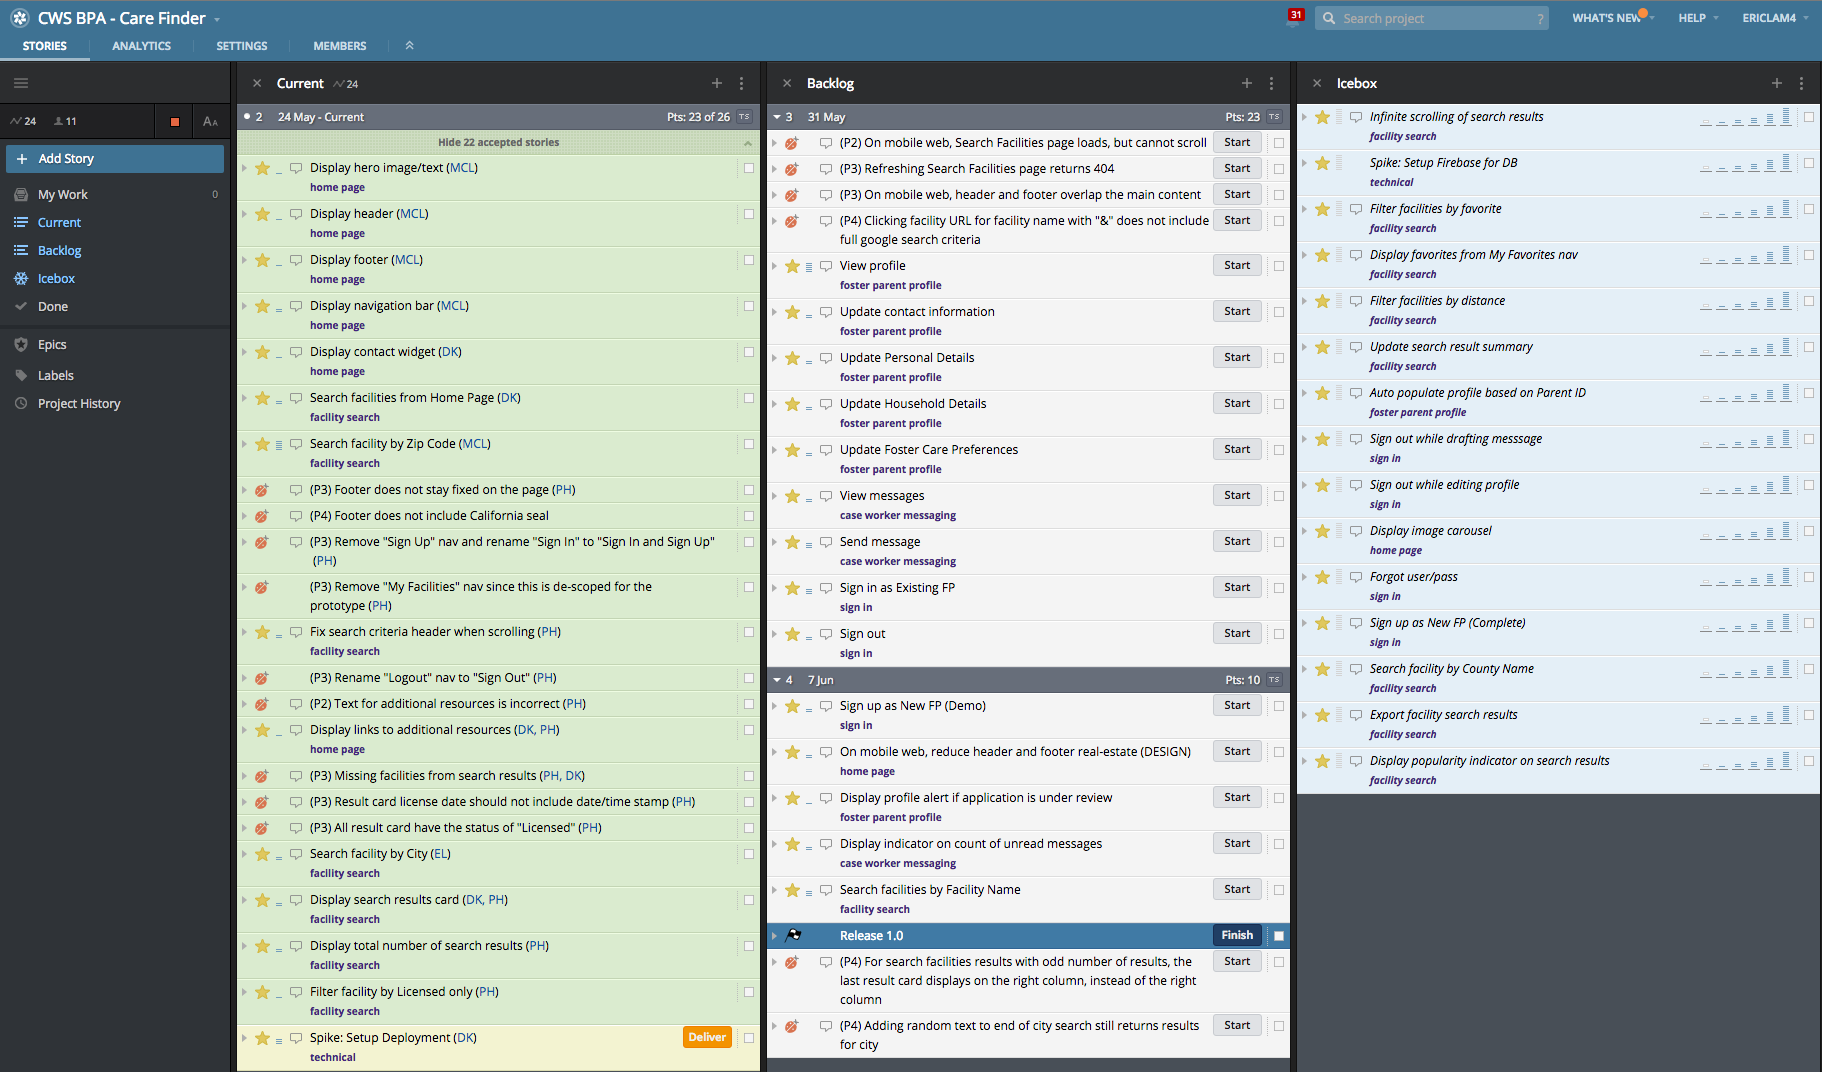 CWS BPA - Care Finder
31
Search project
?
WHAT'S NEW
HELP
ERICLAM4
STORIES
ANALYTICS
SETTINGS
MEMBERS
24
11
AA
+ Add Story
My Work
0
Current
Backlog
Icebox
Done
Epics
Labels
Project History
Current
24
2
24 May - Current
Pts: 23 of 26
TS
Hide 22 accepted stories
Display hero image/text (MCL)
home page
Display header (MCL)
home page
Display footer (MCL)
home page
Display navigation bar (MCL)
home page
Display contact widget (DK)
home page
Search facilities from Home Page (DK)
facility search
Search facility by Zip Code (MCL)
facility search
(P3) Footer does not stay fixed on the page (PH)
(P4) Footer does not include California seal
(P3) Remove "Sign Up" nav and rename "Sign In" to "Sign In and Sign Up"
(PH)
(P3) Remove "My Facilities" nav since this is de-scoped for the
prototype (PH)
Fix search criteria header when scrolling (PH)
facility search
(P3) Rename "Logout" nav to "Sign Out" (PH)
(P2) Text for additional resources is incorrect (PH)
Display links to additional resources (DK, PH)
home page
(P3) Missing facilities from search results (PH, DK)
(P3) Result card license date should not include date/time stamp (PH)
(P3) All result card have the status of "Licensed" (PH)
Search facility by City (EL)
facility search
Display search results card (DK, PH)
facility search
Display total number of search results (PH)
facility search
Filter facility by Licensed only (PH)
facility search
Spike: Setup Deployment (DK)
Deliver
technical
Backlog
3
31 May
Pts: 23
TS
(P2) On mobile web, Search Facilities page loads, but cannot scroll
Start
(P3) Refreshing Search Facilities page returns 404
Start
(P3) On mobile web, header and footer overlap the main content
Start
(P4) Clicking facility URL for facility name with "&" does not include
Start
full google search criteria
View profile
Start
foster parent profile
Update contact information
Start
foster parent profile
Update Personal Details
Start
foster parent profile
Update Household Details
Start
foster parent profile
Update Foster Care Preferences
Start
foster parent profile
View messages
Start
case worker messaging
Send message
Start
case worker messaging
Sign in as Existing FP
Start
sign in
Sign out
Start
sign in
4
7 Jun
Pts: 10
TS
Sign up as New FP (Demo)
Start
sign in
On mobile web, reduce header and footer real-estate (DESIGN)
Start
home page
Display profile alert if application is under review
Start
foster parent profile
Display indicator on count of unread messages
Start
case worker messaging
Search facilities by Facility Name
Start
facility search
Release 1.0
Finish
(P4) For search facilities results with odd number of results, the
Start
last result card displays on the right column, instead of the right
column
(P4) Adding random text to end of city search still returns results
Start
for city
Icebox
Infinite scrolling of search results
facility search
Spike: Setup Firebase for DB
technical
Filter facilities by favorite
facility search
Display favorites from My Favorites nav
facility search
Filter facilities by distance
facility search
Update search result summary
facility search
Auto populate profile based on Parent ID
foster parent profile
Sign out while drafting messsage
sign in
Sign out while editing profile
sign in
Display image carousel
home page
Forgot user/pass
sign in
Sign up as New FP (Complete)
sign in
Search facility by County Name
facility search
Export facility search results
facility search
Display popularity indicator on search results
facility search